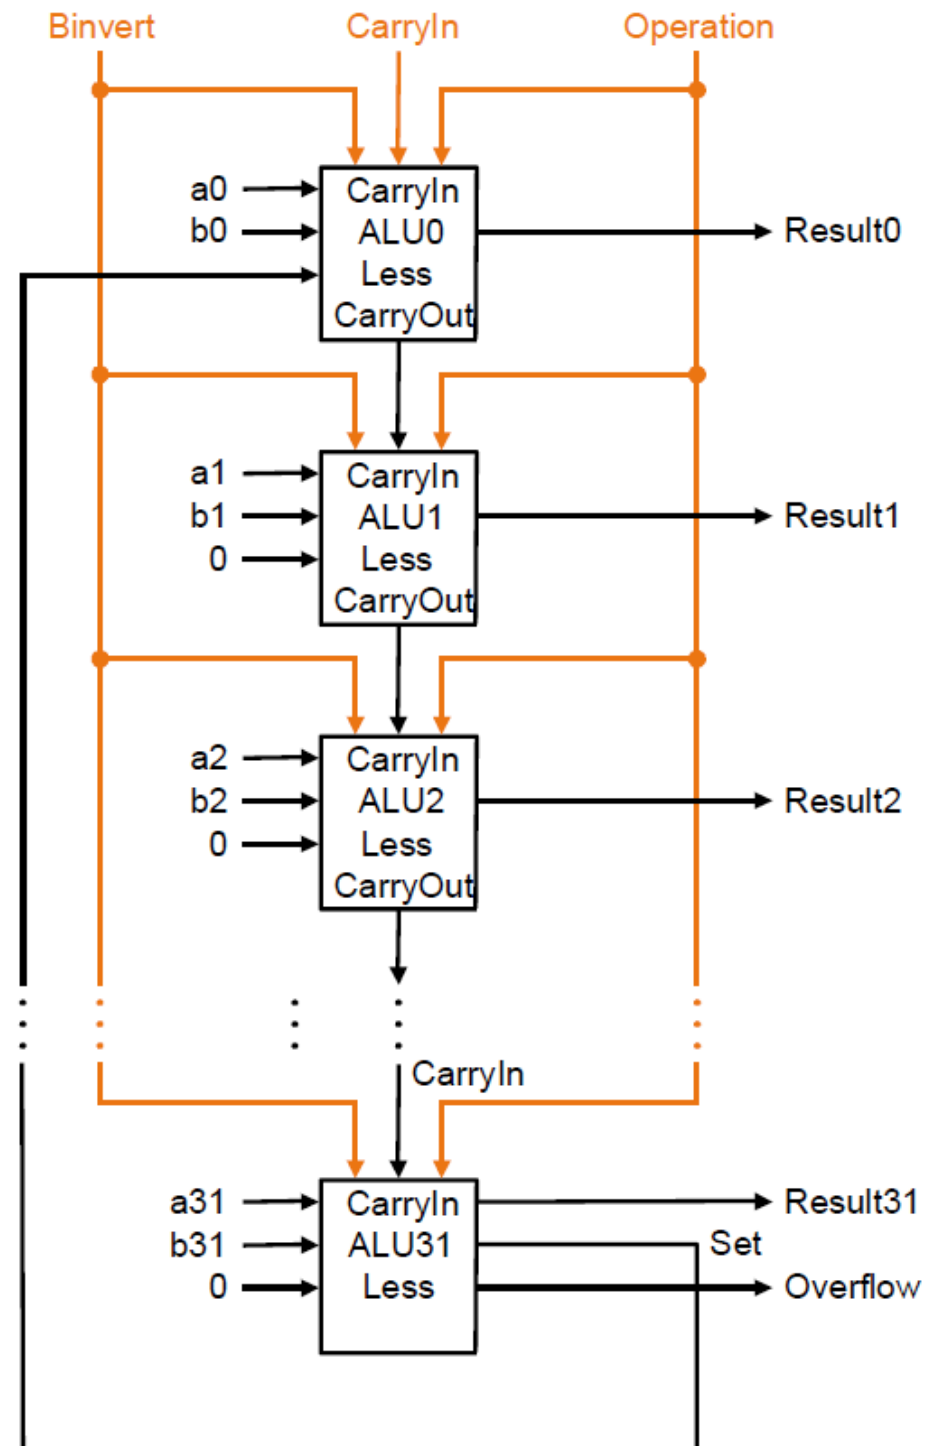 Binvert CarryIn Operation
a0 CarryIn
b0 ALU0 Result0
Less
CarryOut
a1 CarryIn
b1 ALU1 Result1
0 Less
CarryOut
a2 CarryIn
b2 ALU2 Result2
0 Less
CarryOut
CarryIn
a31 CarryIn Result31
b31 ALU31 Set
0 Less Overflow